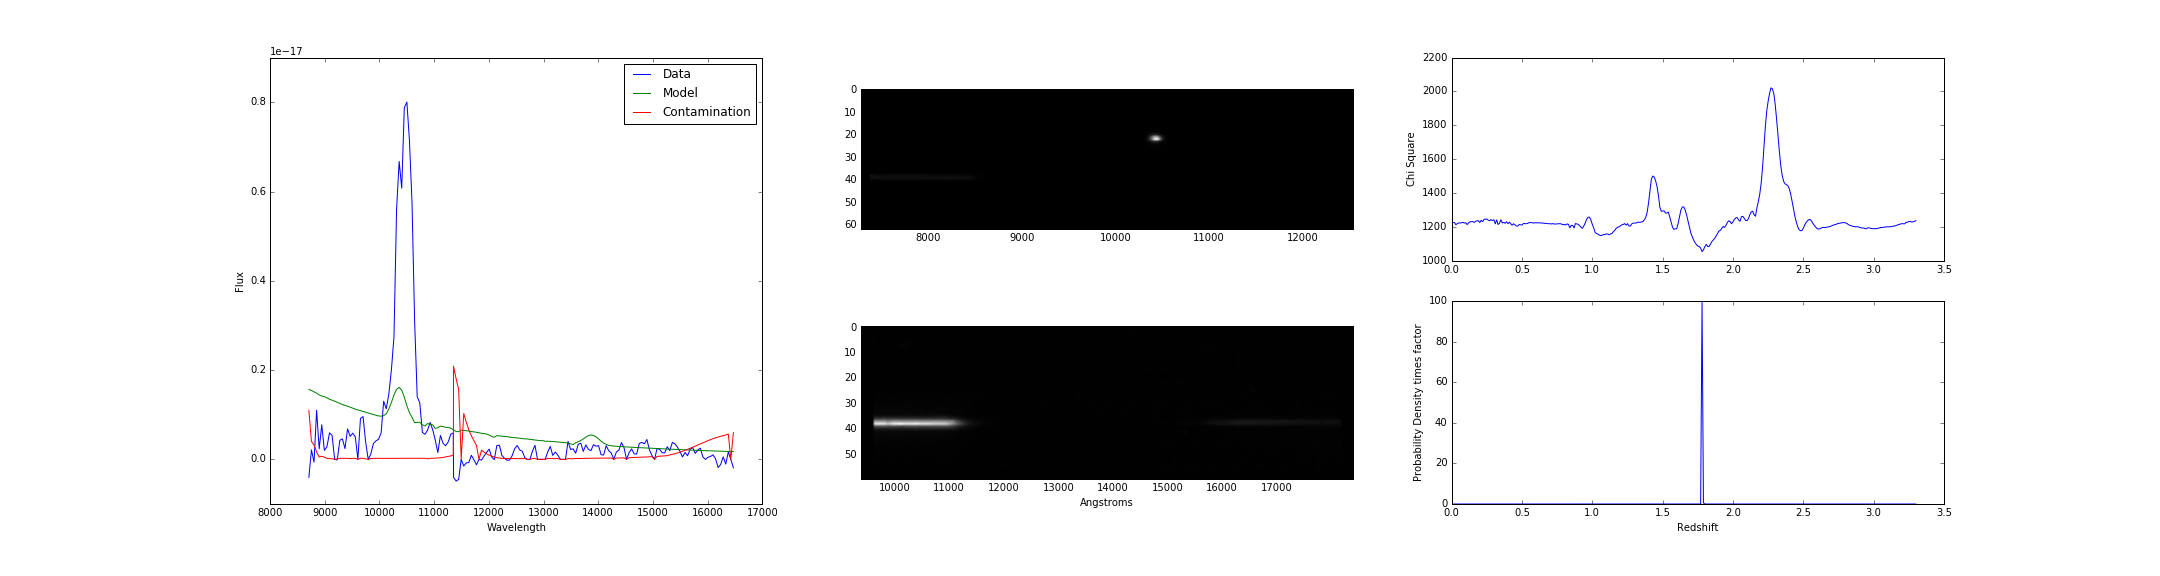 1e−17
Data
Model
Contamination
0.8
0.6
0.4
0.2
0.0
Flux
8000 9000 10000 11000 12000 13000 14000 15000 16000 17000
Wavelength
0
10
20
30
40
50
60
8000 9000 10000 11000 12000
0
10
20
30
40
50
10000 11000 12000 13000 14000 15000 16000 17000
Angstroms
2200
2000
1800
1600
1400
1200
1000
Chi Square
0.0 0.5 1.0 1.5 2.0 2.5 3.0 3.5
100
80
60
40
20
0
Probability Density times factor
0.0 0.5 1.0 1.5 2.0 2.5 3.0 3.5
Redshift